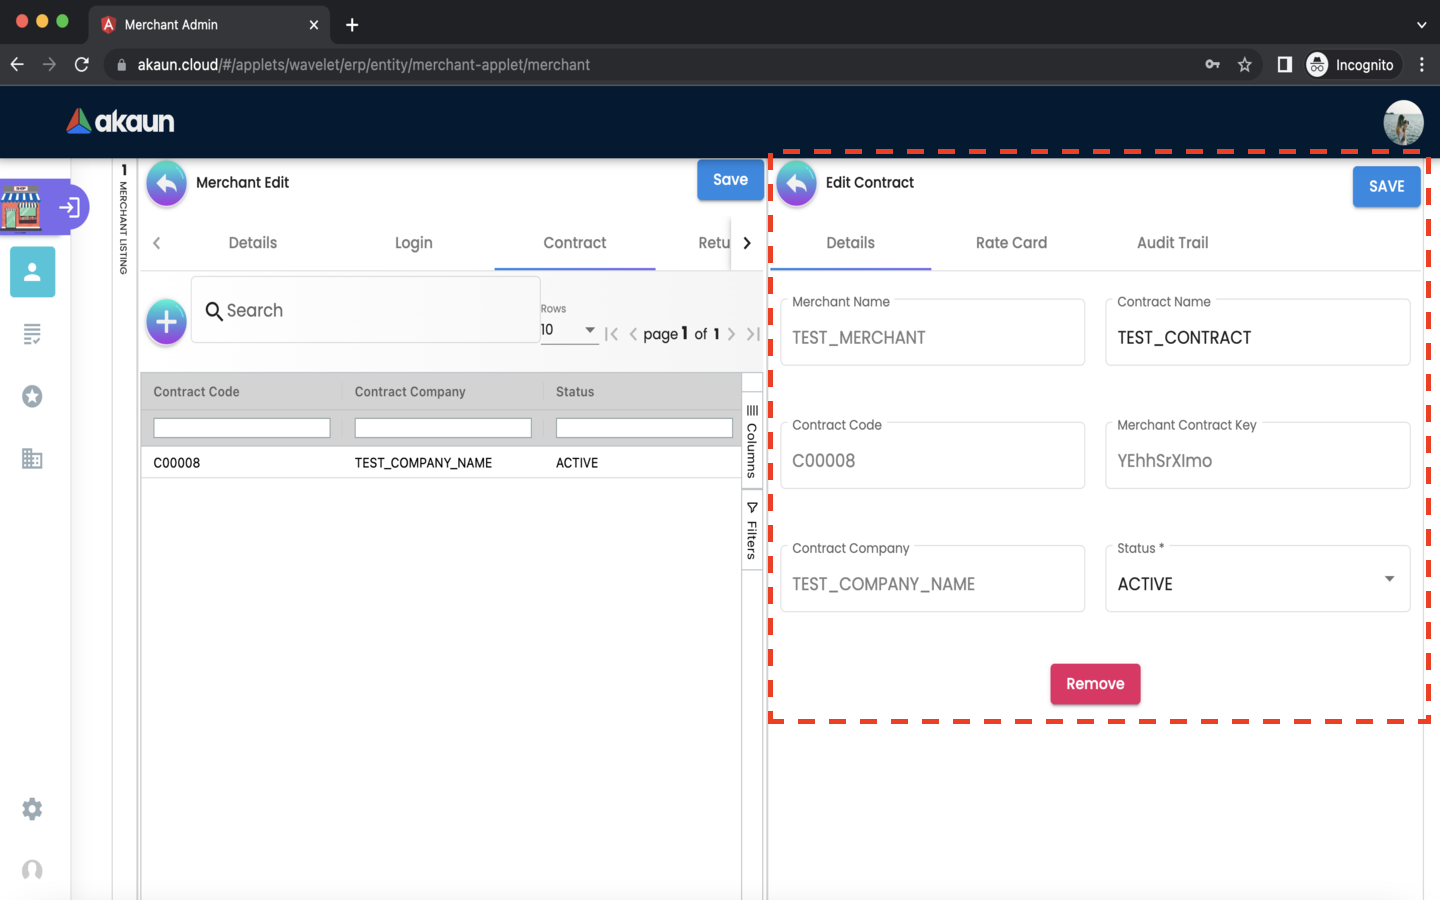 Merchant Admin
akaun.cloud/#/applets/wavelet/erp/entity/merchant-applet/merchant
Incognito
akaun
SHOP
1 MERCHANT LISTING
Merchant Edit
Save
Details
Login
Contract
Retu
Search
Rows
10
page 1 of 1
Contract Code
Contract Company
Status
C00008
TEST_COMPANY_NAME
ACTIVE
Columns
Filters
Edit Contract
SAVE
Details
Rate Card
Audit Trail
Merchant Name
TEST_MERCHANT
Contract Name
TEST_CONTRACT
Contract Code
C00008
Merchant Contract Key
YEhhSrXImo
Contract Company
TEST_COMPANY_NAME
Status *
ACTIVE
Remove